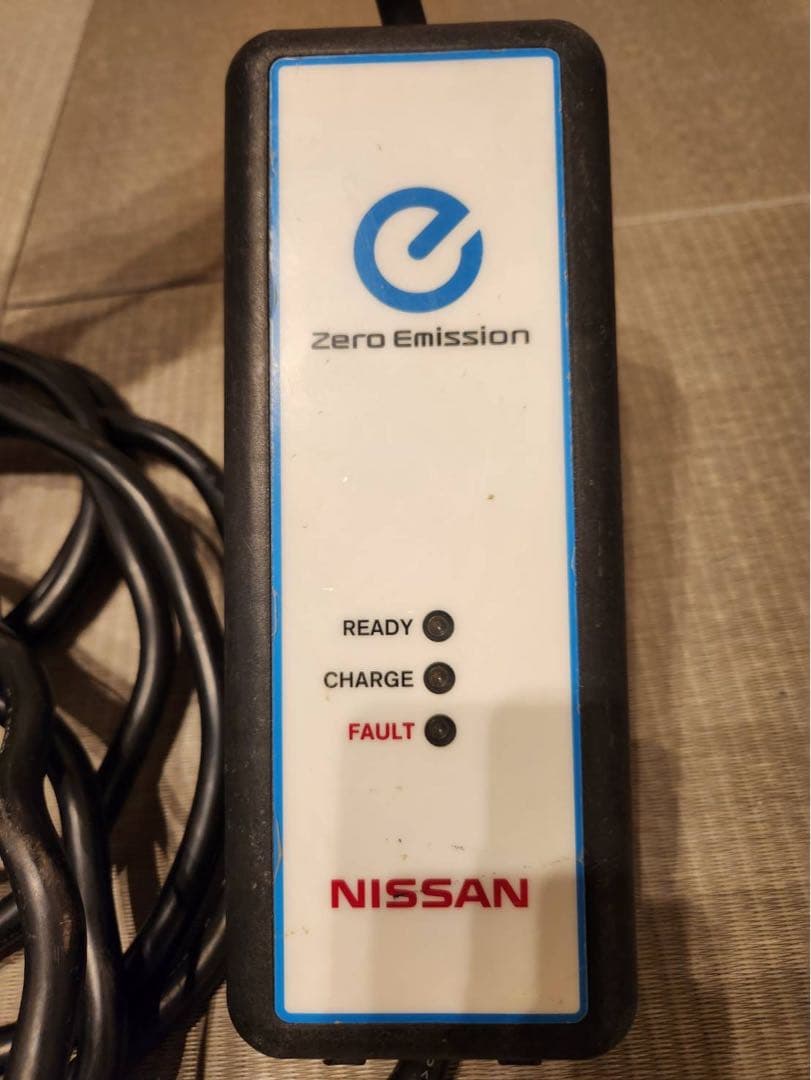 Zero Emission
READY
CHARGE
FAULT
NISSAN